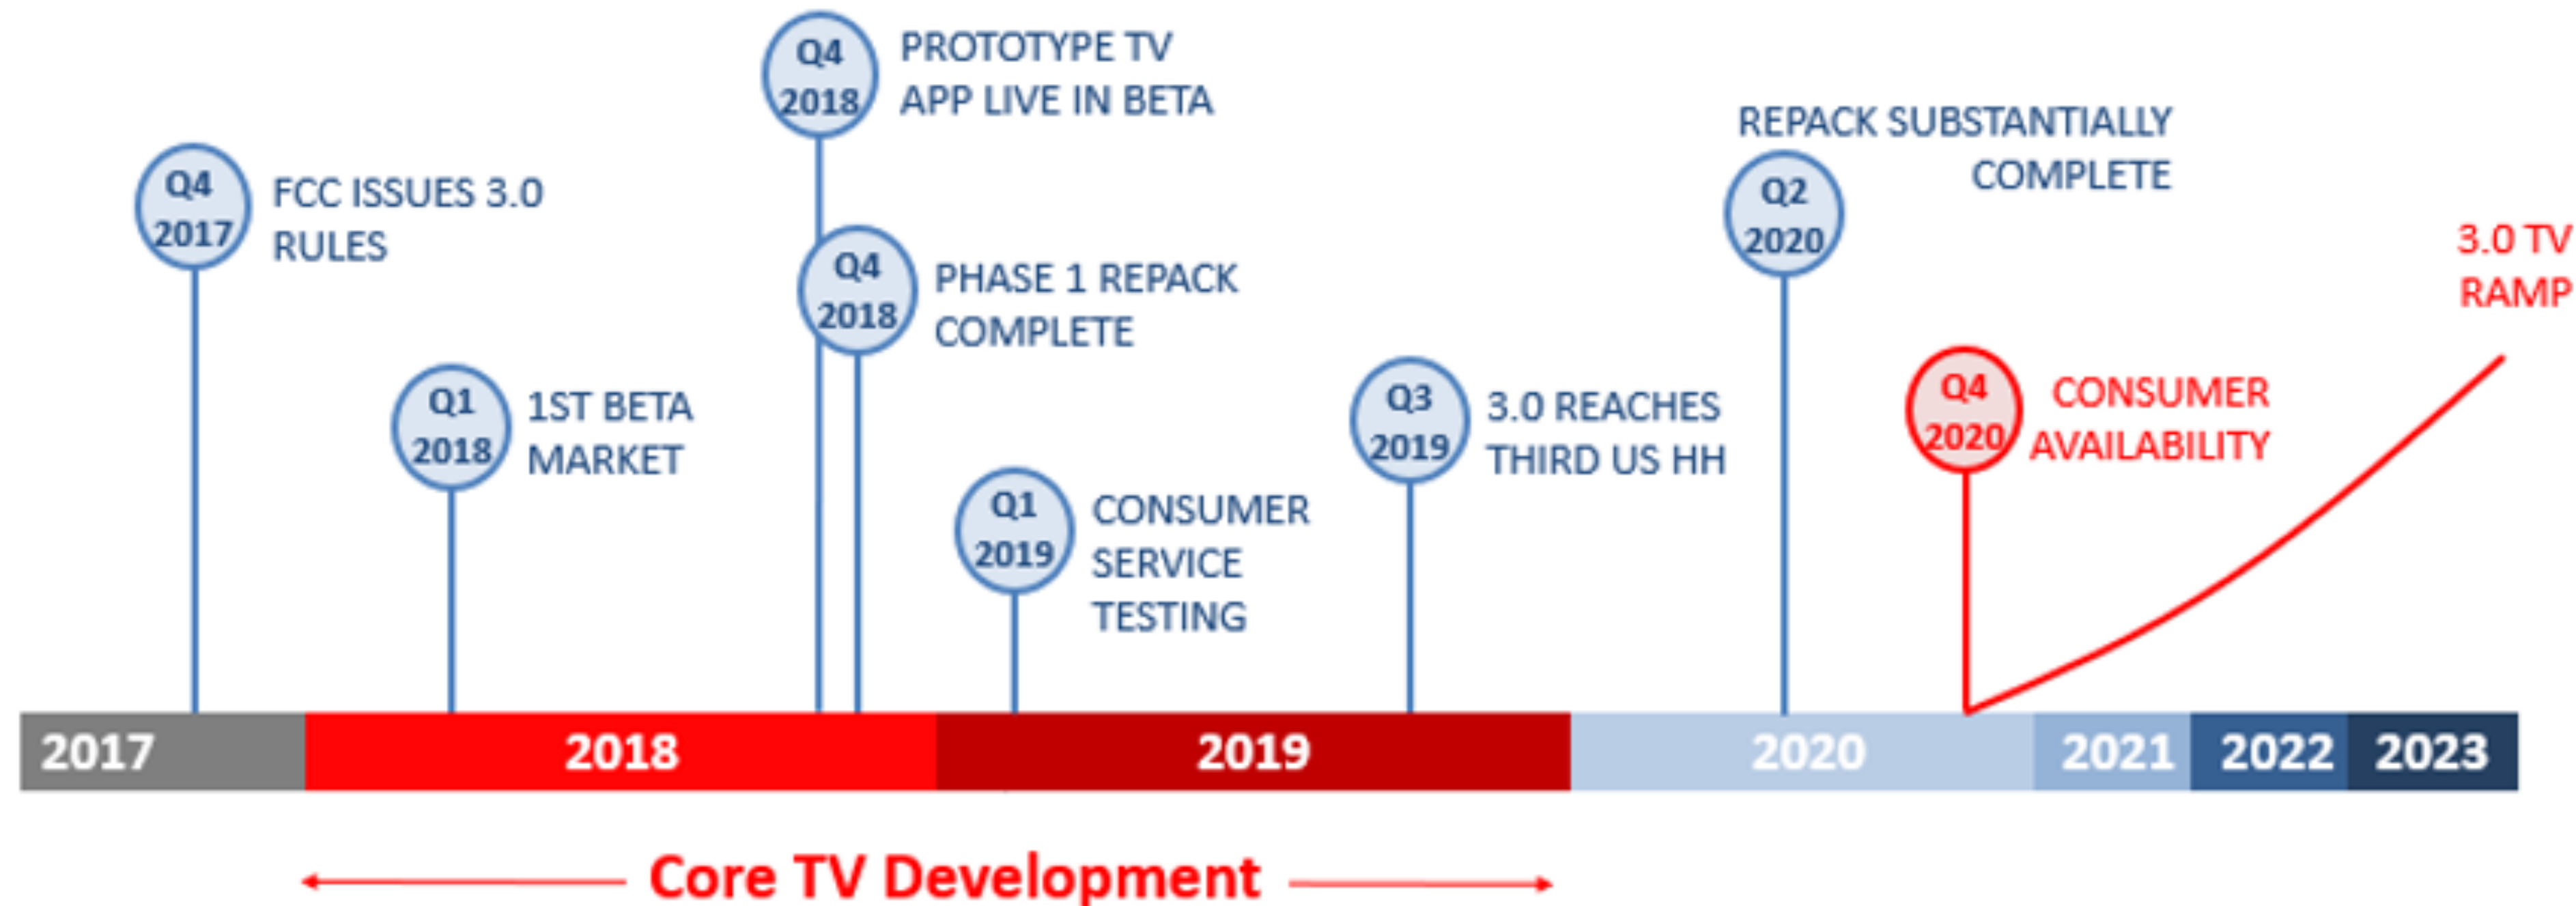 Q4
2017
FCC ISSUES 3.0
RULES
Q1
2018
1ST BETA
MARKET
Q4
2018
PROTOTYPE TV
APP LIVE IN BETA
Q4
2018
PHASE 1 REPACK
COMPLETE
Q1
2019
CONSUMER
SERVICE
TESTING
Q3
2019
3.0 REACHES
THIRD US HH
REPACK SUBSTANTIALLY
COMPLETE
Q2
2020
Q4
2020
CONSUMER
AVAILABILITY
3.0 TV
RAMP
2017
2018
2019
2020
2021
2022
2023
Core TV Development